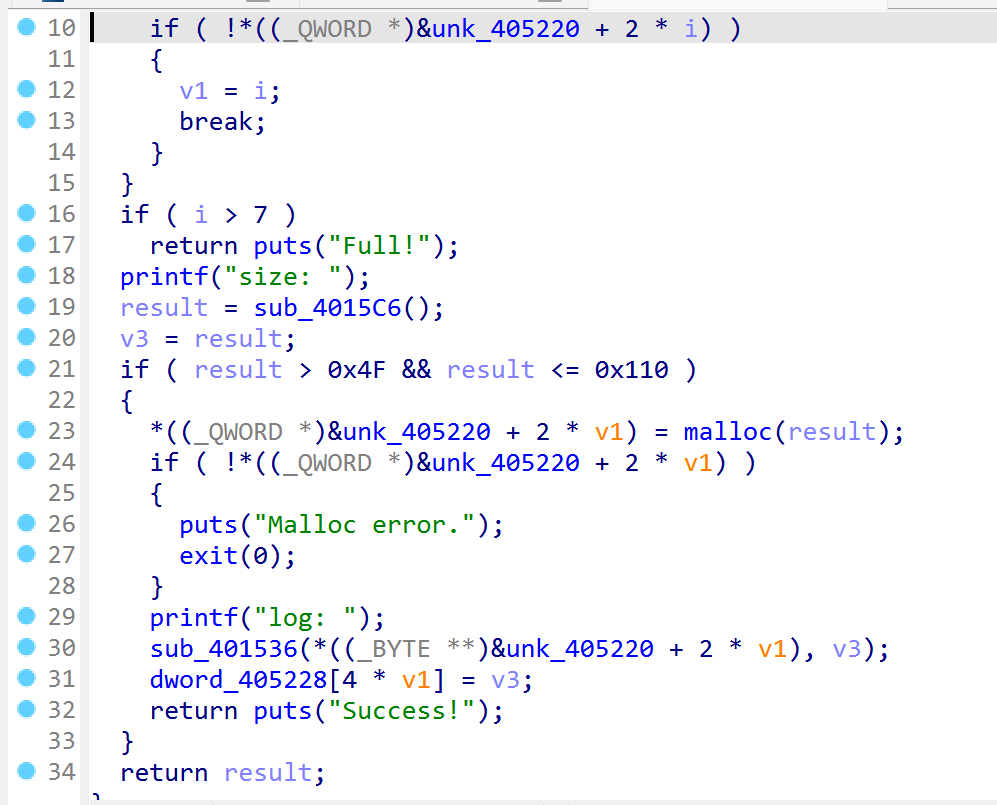 10 if ( !*((_QWORD *)&unk_405220 + 2 * i) )
11 {
12 v1 = i;
13 break;
14 }
15 }
16 if ( i > 7 )
17 return puts("Full!");
18 printf("size: ");
19 result = sub_4015C6();
20 v3 = result;
21 if ( result > 0x4F && result <= 0x110 )
22 {
23 *((_QWORD *)&unk_405220 + 2 * v1) = malloc(result);
24 if ( !*((_QWORD *)&unk_405220 + 2 * v1) )
25 {
26 puts("Malloc error.");
27 exit(0);
28 }
29 printf("log: ");
30 sub_401536(*((_BYTE **)&unk_405220 + 2 * v1), v3);
31 dword_405228[4 * v1] = v3;
32 return puts("Success!");
33 }
34 return result;